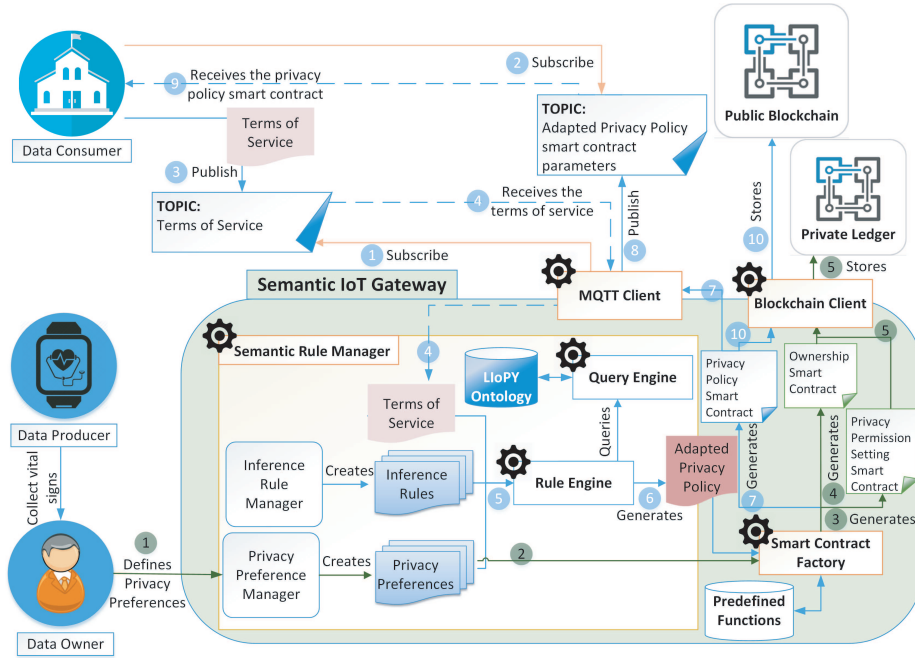 2
Subscribe
9
Receives the privacy
policy smart contract
Data Consumer
Terms of
Service
3
Publish
TOPIC:
Terms of Service
4
Receives the
terms of service
1
Subscribe
TOPIC:
Adapted Privacy Policy
smart contract
parameters
Publish
8
Public Blockchain
Private Ledger
Stores
10
5
Stores
Semantic IoT Gateway
MQTT Client
7
Blockchain Client
Semantic Rule Manager
4
Terms of
Service
LIoPY
Ontology
Query Engine
Queries
10
5
Privacy
Policy
Smart
Contract
Ownership
Smart
Contract
Privacy
Permission
Setting
Smart
Contract
Data Producer
Collect vital
signs
Inference
Rule
Manager
Creates
Inference
Rules
5
Rule Engine
6
Generates
Adapted
Privacy
Policy
Generates
7
Generates
4
3
Generates
1
Defines
Privacy
Preferences
Privacy
Preference
Manager
Creates
Privacy
Preferences
2
Smart Contract
Factory
Predefined
Functions
Data Owner